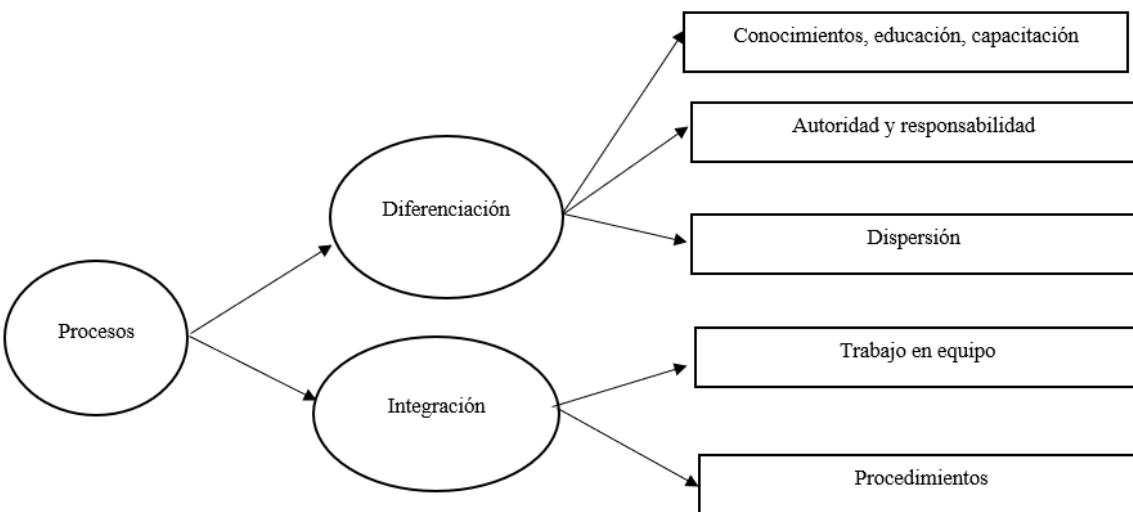 Conocimientos, educación, capacitación
Autoridad y responsabilidad
Diferenciación
Dispersión
Procesos
Trabajo en equipo
Integración
Procedimientos